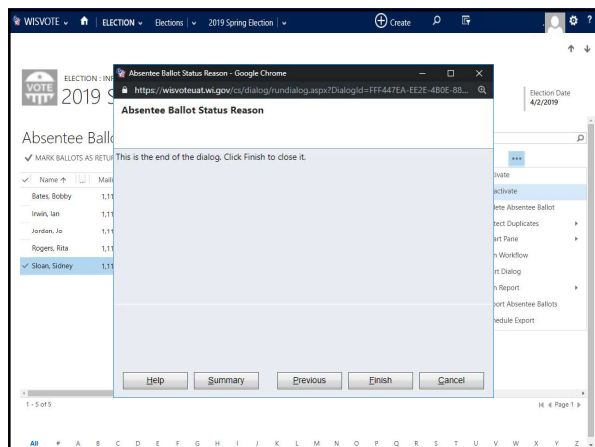 WISVOTE
ELECTION
Elections
2019 Spring Election
Create
?
VOTE
ELECTION : IN
2019 S
Election Date
4/2/2019
Absentee Ballot Status Reason - Google Chrome
https://wisvoteuat.wi.gov/cs/dialog/rundialog.aspx?DialogId=FFF447EA-EE2E-4B0E-88...
Absentee Ballot Status Reason
This is the end of the dialog. Click Finish to close it.
Help
Summary
Previous
Finish
Cancel
Absentee Ballo
MARK BALLOTS AS RETU
Name
Maili
Bates, Bobby 1,11
Irwin, Ian 1,11
Jordan, Jo 1,11
Rogers, Rita 1,11
Sloan, Sidney 1,11
...
ivate
activate
lete Absentee Ballot
tect Duplicates
art Pane
n Workflow
rt Dialog
n Report
port Absentee Ballots
hedule Export
1 - 5 of 5
Page 1
All # A B C D E F G H I J K L M N O P Q R S T U V W X Y Z